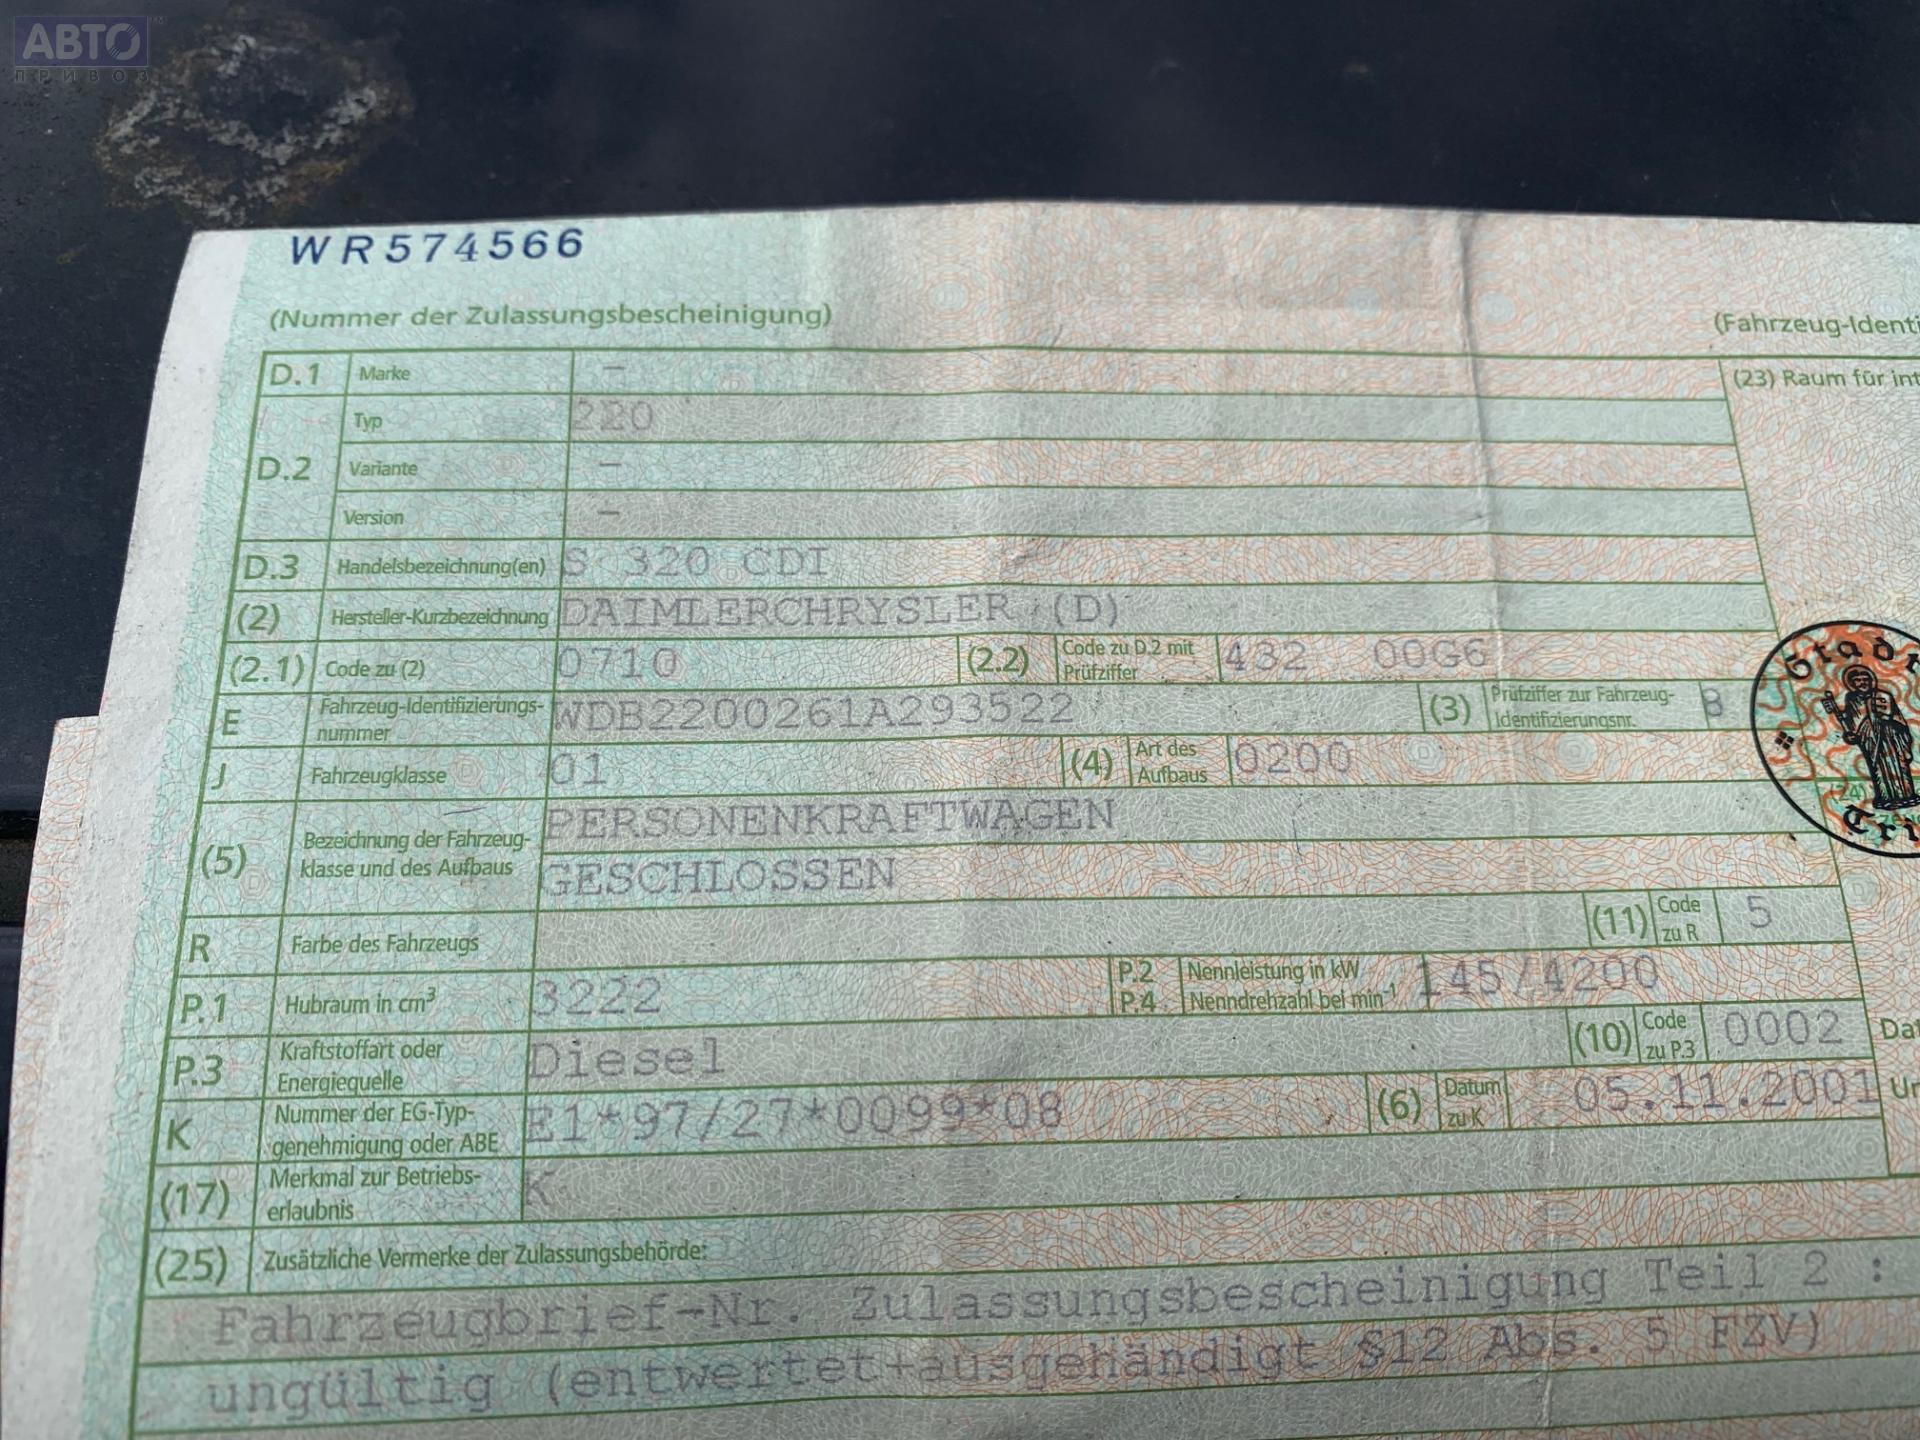 АВТО
ПРИВОЗ
WR574566
(Nummer der Zulassungsbescheinigung)
(Fahrzeug-Identi
D.1 Marke –
(23) Raum für int
D.2 Typ 220
Variante –
Version –
D.3 Handelsbezeichnung(en) S 320 CDI
(2) Hersteller-Kurzbezeichnung DAIMLERCHRYSLER (D)
(2.1) Code zu (2) 0710 (2.2) Code zu D.2 mit Prüfziffer 432 00G6
E Fahrzeug-Identifizierungs-nummer WDB2200261A293522 (3) Prüfziffer zur Fahrzeug-Identifizierungsnr. 8
J Fahrzeugklasse 01 (4) Art des Aufbaus 0200
(5) Bezeichnung der Fahrzeug-klasse und des Aufbaus PERSONENKRAFTWAGEN
GESCHLOSSEN
R Farbe des Fahrzeugs (11) Code zu R 5
P.1 Hubraum in cm³ 3222 P.2 Nennleistung in kW P.4 Nenndrehzahl bei min⁻¹ 145/4200
P.3 Kraftstoffart oder Energiequelle Diesel (10) Code zu P.3 0002
Dat
K Nummer der EG-Typ-genehmigung oder ABE E1*97/27*0099*08 (6) Datum zu K 05.11.2001
Un
(17) Merkmal zur Betriebs-erlaubnis K
(25) Zusätzliche Vermerke der Zulassungsbehörde:
Fahrzeugbrief-Nr. Zulassungsbescheinigung Teil 2 :
ungültig (entwertet+ausgehändigt §12 Abs. 5 FZV)